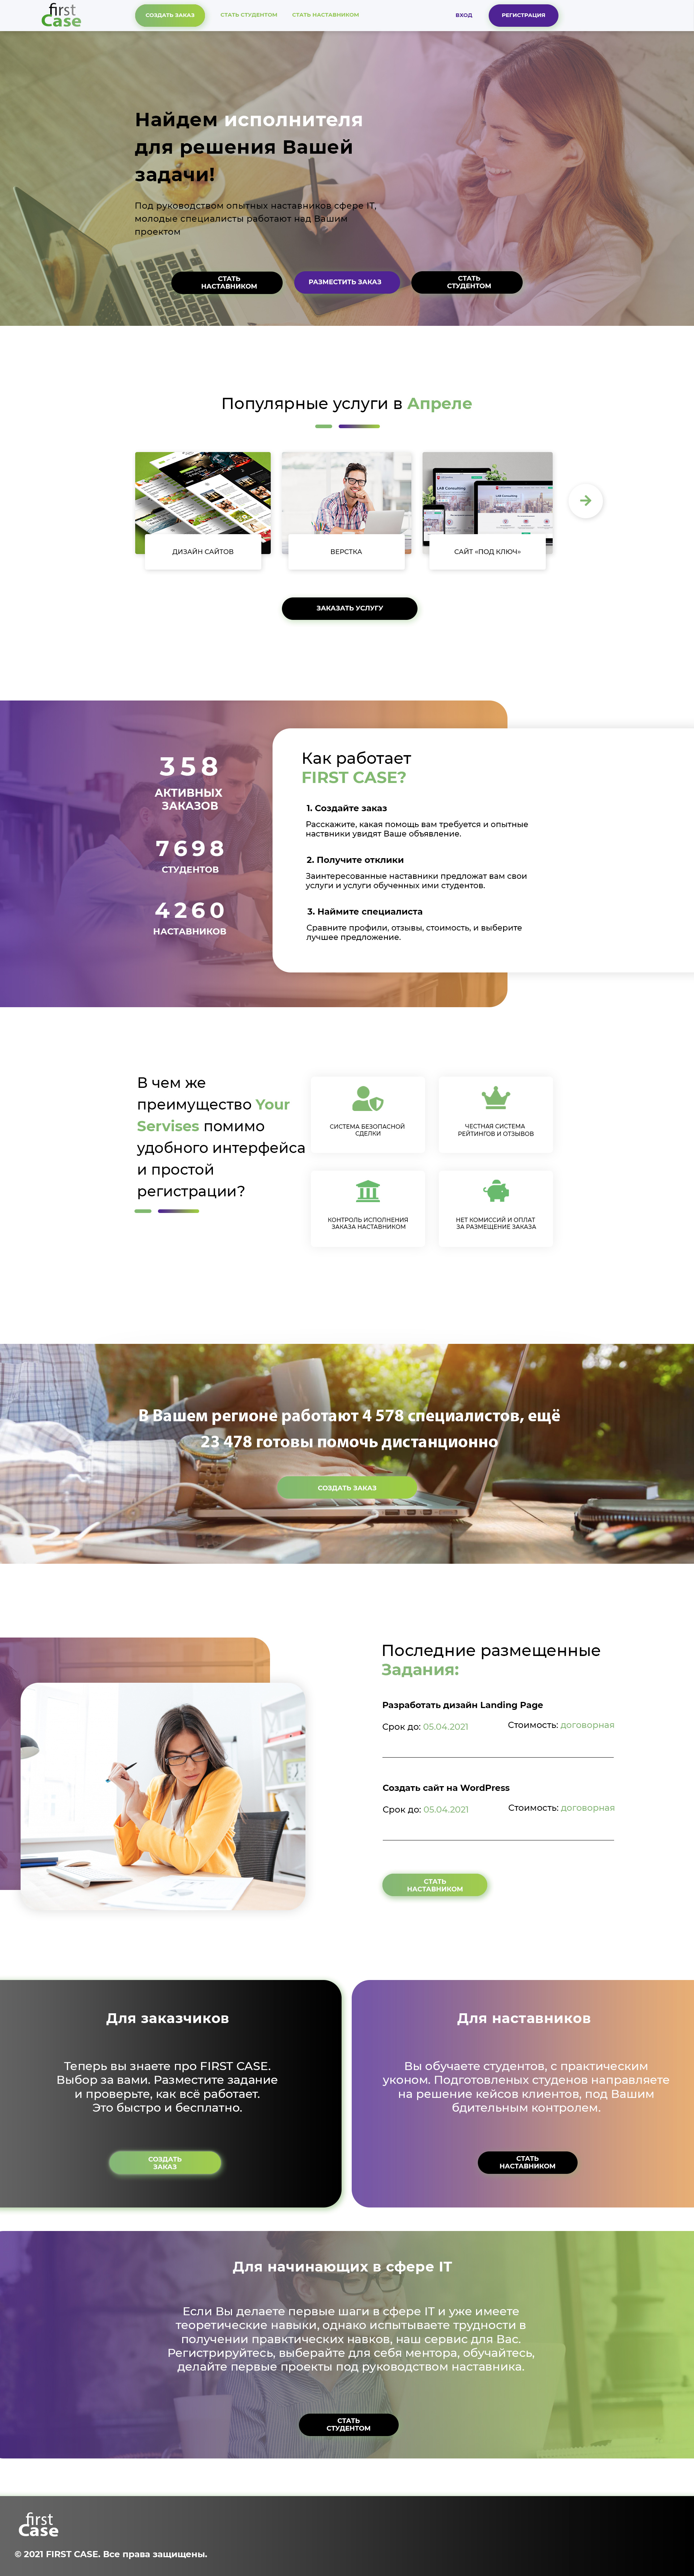 first
Case
СОЗДАТЬ ЗАКАЗ
СТАТЬ СТУДЕНТОМ
СТАТЬ НАСТАВНИКОМ
ВХОД
РЕГИСТРАЦИЯ
Найдем исполнителя
для решения Вашей
задачи!
Под руководством опытных наставников сфере IT,
молодые специалисты работают над Вашим
проектом
СТАТЬ
НАСТАВНИКОМ
РАЗМЕСТИТЬ ЗАКАЗ
СТАТЬ
СТУДЕНТОМ
Популярные услуги в Апреле
LAB Consulting
LAB Consulting
ДИЗАЙН САЙТОВ
ВЕРСТКА
САЙТ «ПОД КЛЮЧ»
ЗАКАЗАТЬ УСЛУГУ
358
АКТИВНЫХ
ЗАКАЗОВ
7698
СТУДЕНТОВ
4260
НАСТАВНИКОВ
Как работает
FIRST CASE?
1. Создайте заказ
Расскажите, какая помощь вам требуется и опытные
наствники увидят Ваше объявление.
2. Получите отклики
Заинтересованные наставники предложат вам свои
услуги и услуги обученных ими студентов.
3. Наймите специалиста
Сравните профили, отзывы, стоимость, и выберите
лучшее предложение.
В чем же
преимущество Your
Servises помимо
удобного интерфейса
и простой
регистрации?
СИСТЕМА БЕЗОПАСНОЙ
СДЕЛКИ
ЧЕСТНАЯ СИСТЕМА
РЕЙТИНГОВ И ОТЗЫВОВ
КОНТРОЛЬ ИСПОЛНЕНИЯ
ЗАКАЗА НАСТАВНИКОМ
НЕТ КОМИССИЙ И ОПЛАТ
ЗА РАЗМЕЩЕНИЕ ЗАКАЗА
В Вашем регионе работают 4 578 специалистов, ещё
23 478 готовы помочь дистанционно
СОЗДАТЬ ЗАКАЗ
Последние размещенные
Задания:
Разработать дизайн Landing Page
Срок до: 05.04.2021
Стоимость: договорная
Создать сайт на WordPress
Срок до: 05.04.2021
Стоимость: договорная
СТАТЬ
НАСТАВНИКОМ
Для заказчиков
Теперь вы знаете про FIRST CASE.
Выбор за вами. Разместите задание
и проверьте, как всё работает.
Это быстро и бесплатно.
СОЗДАТЬ
ЗАКАЗ
Для наставников
Вы обучаете студентов, с практическим
уконом. Подготовленых студенов направляете
на решение кейсов клиентов, под Вашим
бдительным контролем.
СТАТЬ
НАСТАВНИКОМ
Для начинающих в сфере IT
Если Вы делаете первые шаги в сфере IT и уже имеете
теоретические навыки, однако испытываете трудности в
получении правктических навков, наш сервис для Вас.
Регистрируйтесь, выберайте для себя ментора, обучайтесь,
делайте первые проекты под руководством наставника.
СТАТЬ
СТУДЕНТОМ
first
Case
© 2021 FIRST CASE. Все права защищены.